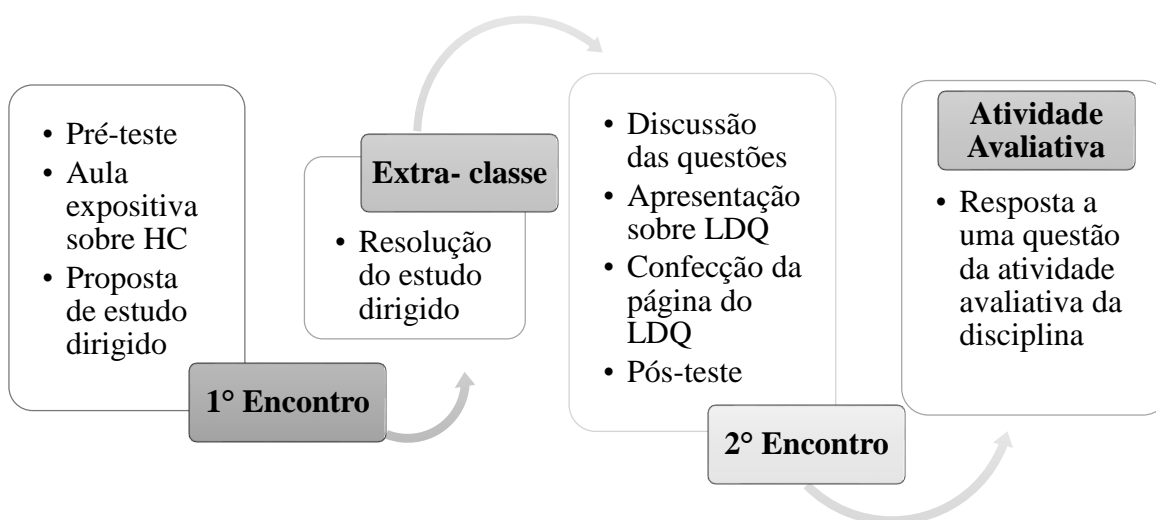 • Pré-teste
• Aula
expositiva
sobre HC
• Proposta
de estudo
dirigido
1° Encontro
Extra- classe
• Resolução
do estudo
dirigido
• Discussão
das questões
• Apresentação
sobre LDQ
• Confecção da
página do
LDQ
• Pós-teste
2° Encontro
Atividade
Avaliativa
• Resposta a
uma questão
da atividade
avaliativa da
disciplina